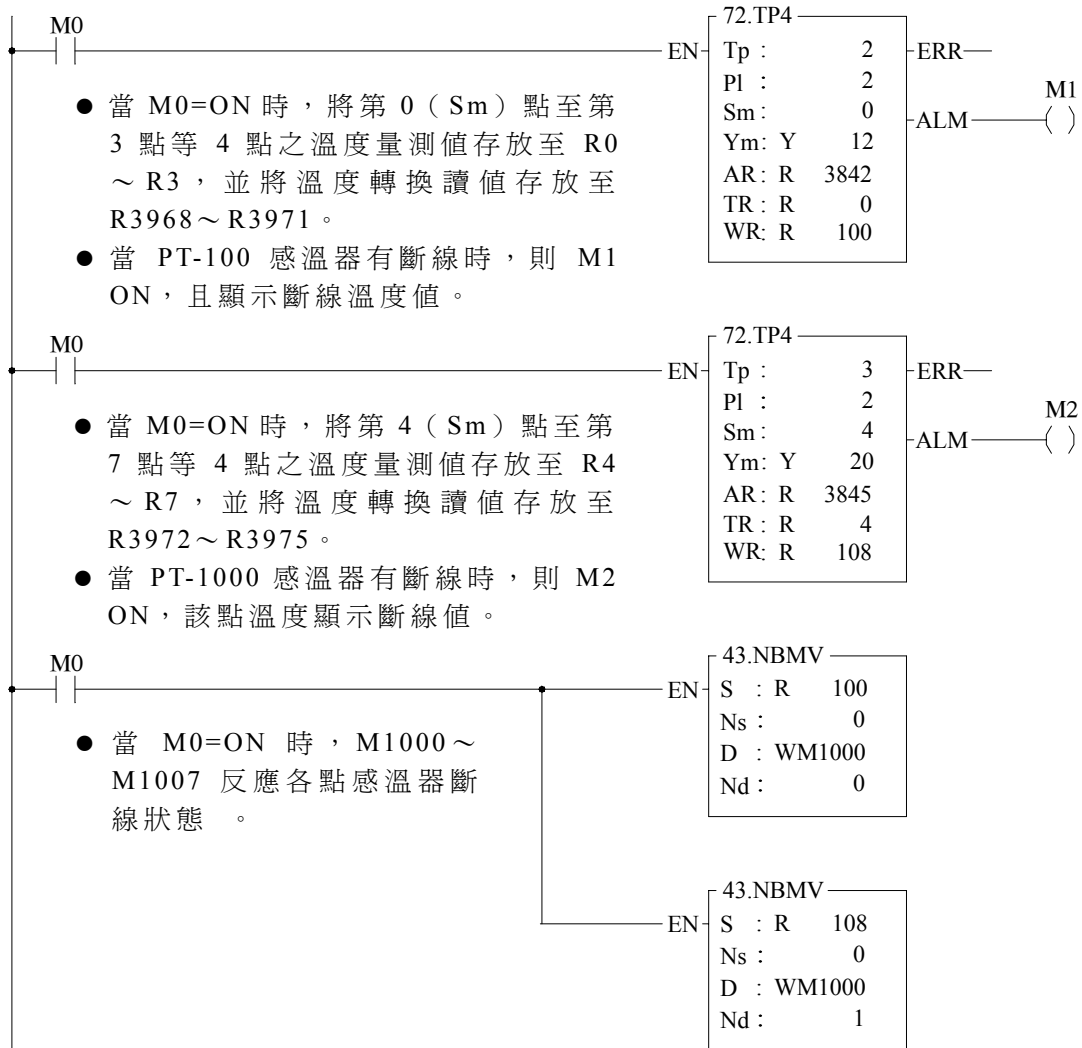 M0
72.TP4
EN
Tp : 2
ERR
Pl : 2
Sm : 0
ALM
M1
Ym: Y 12
AR : R 3842
TR : R 0
WR: R 100
● 當 M0=ON 時，將第 0（Sm）點至第
3 點等 4 點之溫度量測值存放至 R0
～R3，並將溫度轉換讀值存放至
R3968～R3971。
● 當 PT-100 感溫器有斷線時，則 M1
ON，且顯示斷線溫度值。
M0
72.TP4
EN
Tp : 3
ERR
Pl : 2
Sm : 4
ALM
M2
Ym: Y 20
AR : R 3845
TR : R 4
WR: R 108
● 當 M0=ON 時，將第 4（Sm）點至第
7 點等 4 點之溫度量測值存放至 R4
～R7，並將溫度轉換讀值存放至
R3972～R3975。
● 當 PT-1000 感溫器有斷線時，則 M2
ON，該點溫度顯示斷線值。
M0
43.NBMV
EN
S : R 100
Ns : 0
D : WM1000
Nd : 0
● 當 M0=ON 時，M1000～
M1007 反應各點感溫器斷
線狀態 。
43.NBMV
EN
S : R 108
Ns : 0
D : WM1000
Nd : 1